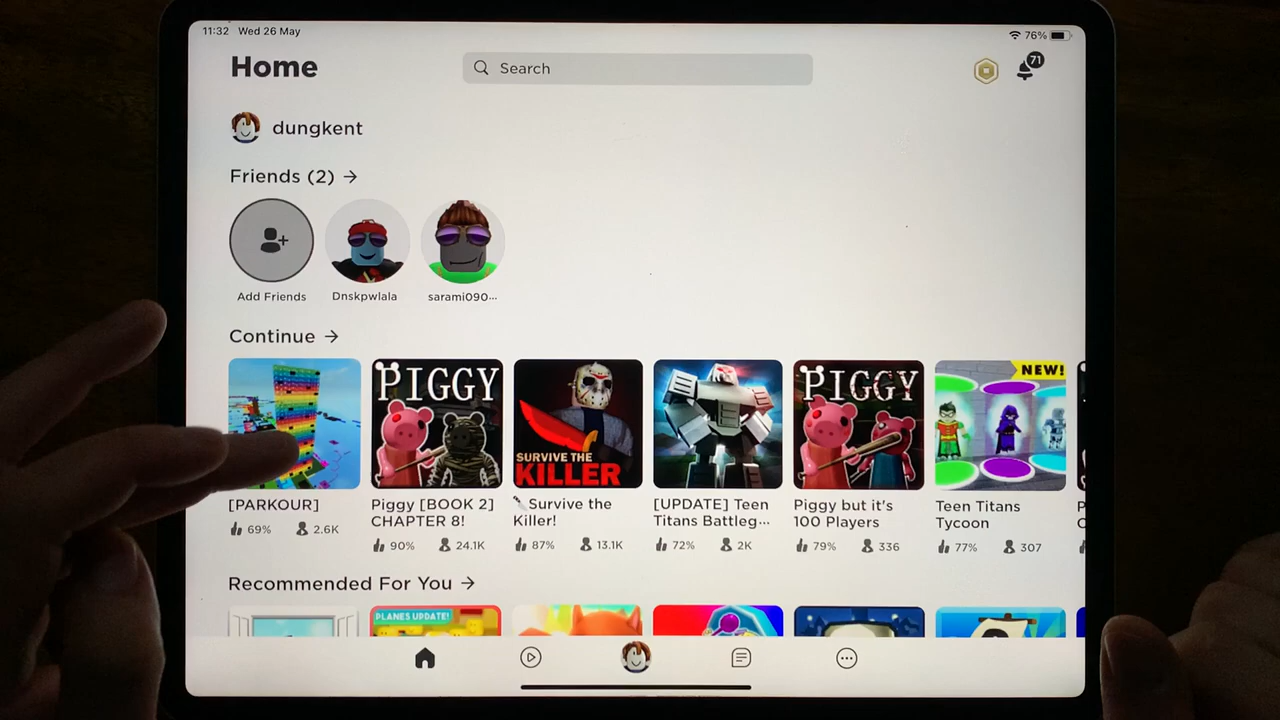 11:32 Wed 26 May
76%
Home
Search
71
dungkent
Friends (2) →
Add Friends
Dnskpwlala
sarami090...
Continue →
PIGGY
SURVIVE THE
KILLER
PIGGY
NEW!
[PARKOUR]
69% 2.6K
Piggy [BOOK 2]
CHAPTER 8!
90% 24.1K
🔪Survive the
Killer!
87% 13.1K
[UPDATE] Teen
Titans Battleg...
72% 2K
Piggy but it's
100 Players
79% 336
Teen Titans
Tycoon
77% 307
Recommended For You →
PLANES UPDATE!